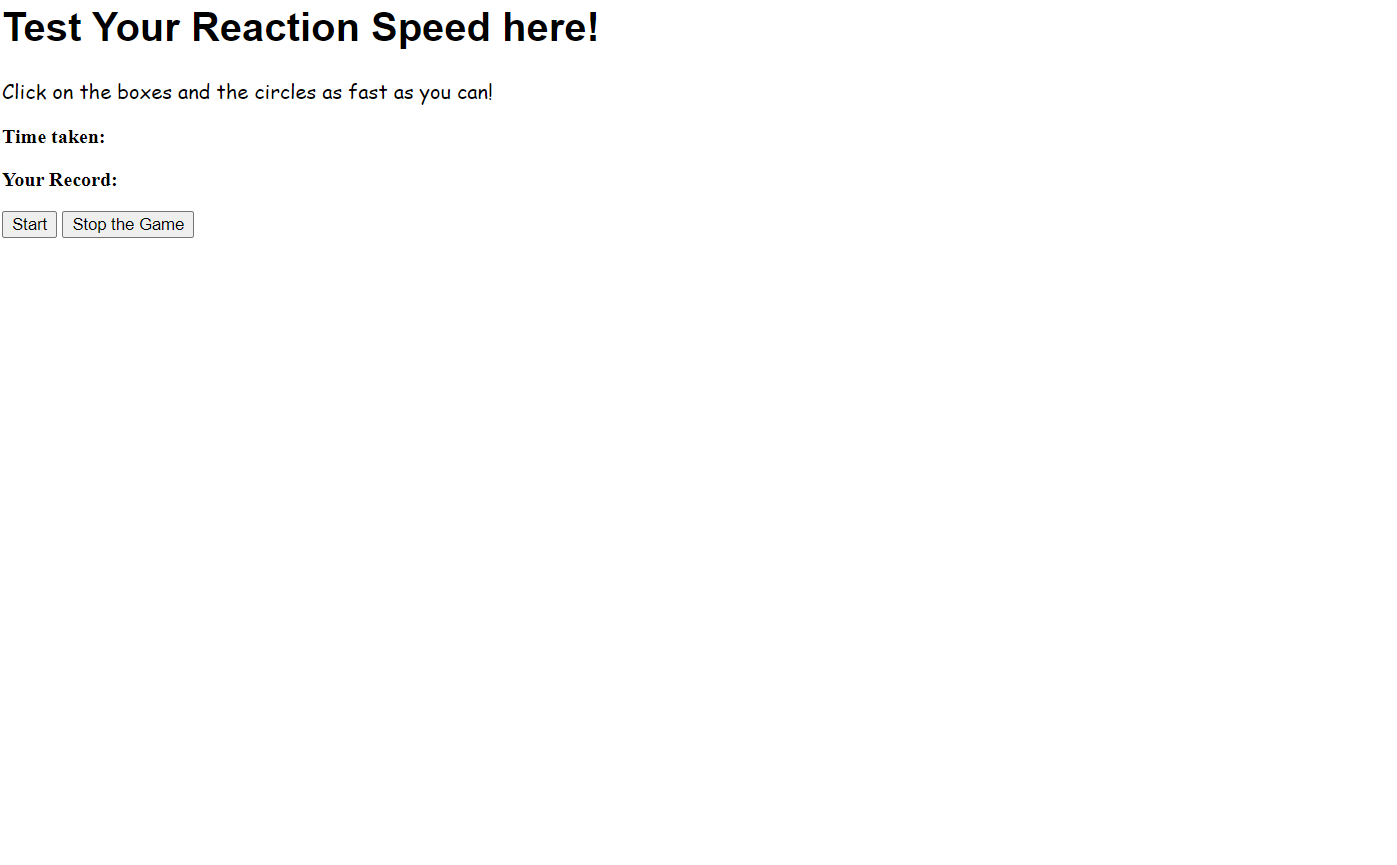 Test Your Reaction Speed here!
Click on the boxes and the circles as fast as you can!
Time taken:
Your Record:
Start Stop the Game